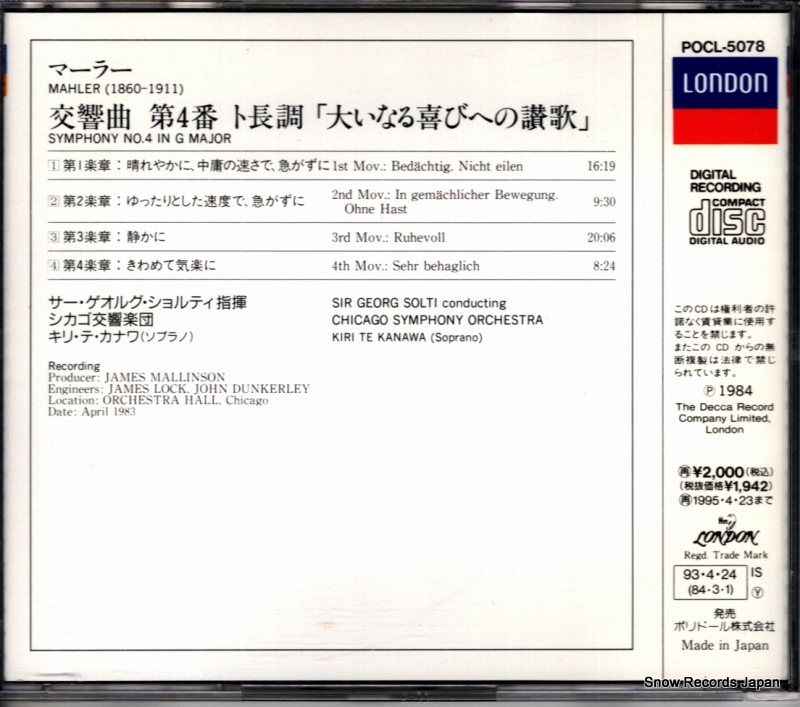 マーラー
MAHLER (1860-1911)
交響曲 第4番 ト長調「大いなる喜びへの讃歌」
SYMPHONY NO.4 IN G MAJOR
1 第1楽章：晴れやかに、中庸の速さで、急がずに 1st Mov.: Bedächtig. Nicht eilen 16:19
2 第2楽章：ゆったりとした速度で、急がずに 2nd Mov.: In gemächlicher Bewegung. 9:30
Ohne Hast
3 第3楽章：静かに 3rd Mov.: Ruhevoll 20:06
4 第4楽章：きわめて気楽に 4th Mov.: Sehr behaglich 8:24
サー・ゲオルグ・ショルティ指揮 SIR GEORG SOLTI conducting
シカゴ交響楽団 CHICAGO SYMPHONY ORCHESTRA
キリ・テ・カナワ(ソプラノ) KIRI TE KANAWA (Soprano)
Recording
Producer: JAMES MALLINSON
Engineers: JAMES LOCK, JOHN DUNKERLEY
Location: ORCHESTRA HALL, Chicago
Date: April 1983
POCL-5078
LONDON
DIGITAL
RECORDING
COMPACT
disc
DIGITAL AUDIO
このCDは権利者の許
諾なく賃貸業に使用す
ることを禁じます。
またこの CD からの無
断複製は法律で禁じ
られています。
Ⓟ 1984
The Decca Record
Company Limited,
London
再¥2,000(税込)
(税抜価格¥1,942)
再1995・4・23まで
LONDON
Regd. Trade Mark
93・4・24 IS
(84・3・1) Ⓨ
発売
ポリドール株式会社
Made in Japan
Snow Records Japan